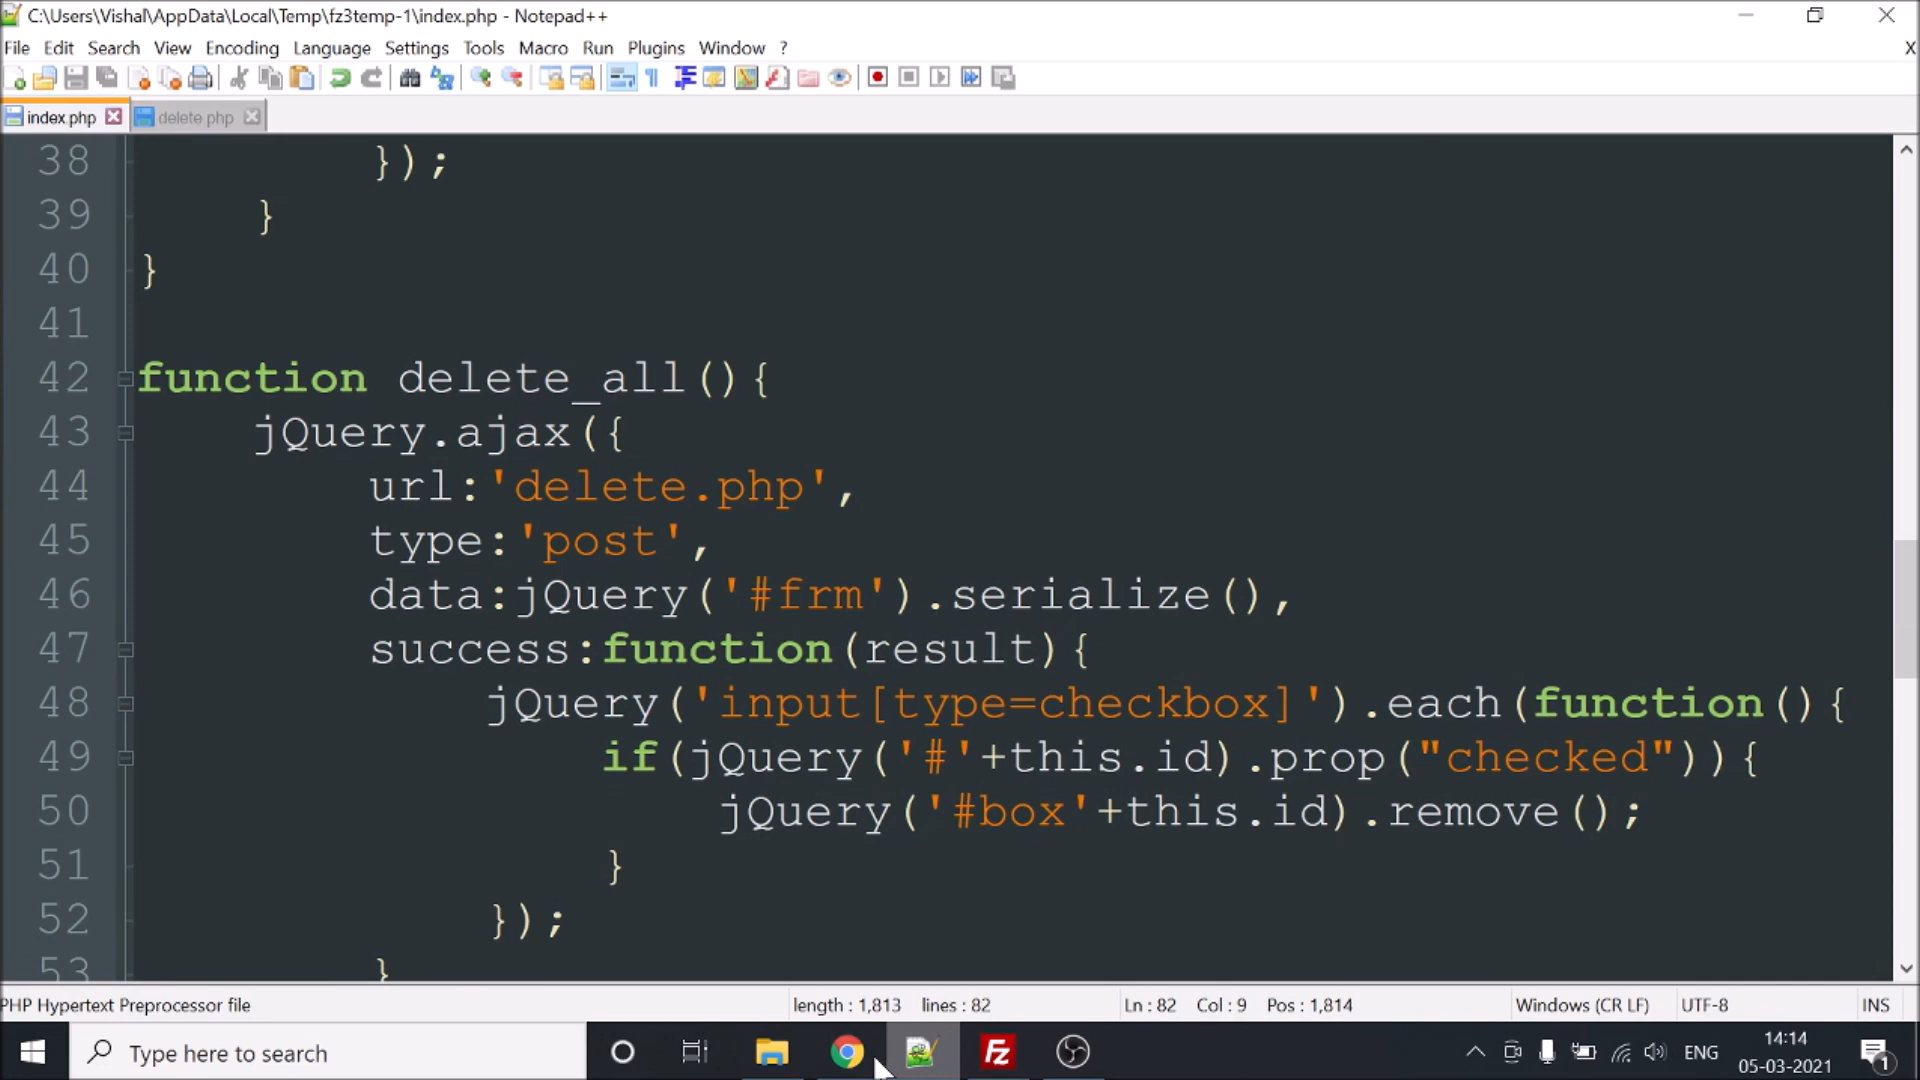 C:\Users\Vishal\AppData\Local\Temp\fz3temp-1\index.php - Notepad++
File Edit Search View Encoding Language Settings Tools Macro Run Plugins Window ? X
index.php delete.php
38 });
39 }
40 }
41
42 function delete_all(){
43 jQuery.ajax({
44 url:'delete.php',
45 type:'post',
46 data:jQuery('#frm').serialize(),
47 success:function(result){
48 jQuery('input[type=checkbox]').each(function(){
49 if(jQuery('#'+this.id).prop("checked")){
50 jQuery('#box'+this.id).remove();
51 }
52 });
53 }
PHP Hypertext Preprocessor file length : 1,813 lines : 82 Ln : 82 Col : 9 Pos : 1,814 Windows (CR LF) UTF-8 INS
Type here to search ENG 14:14
05-03-2021 1